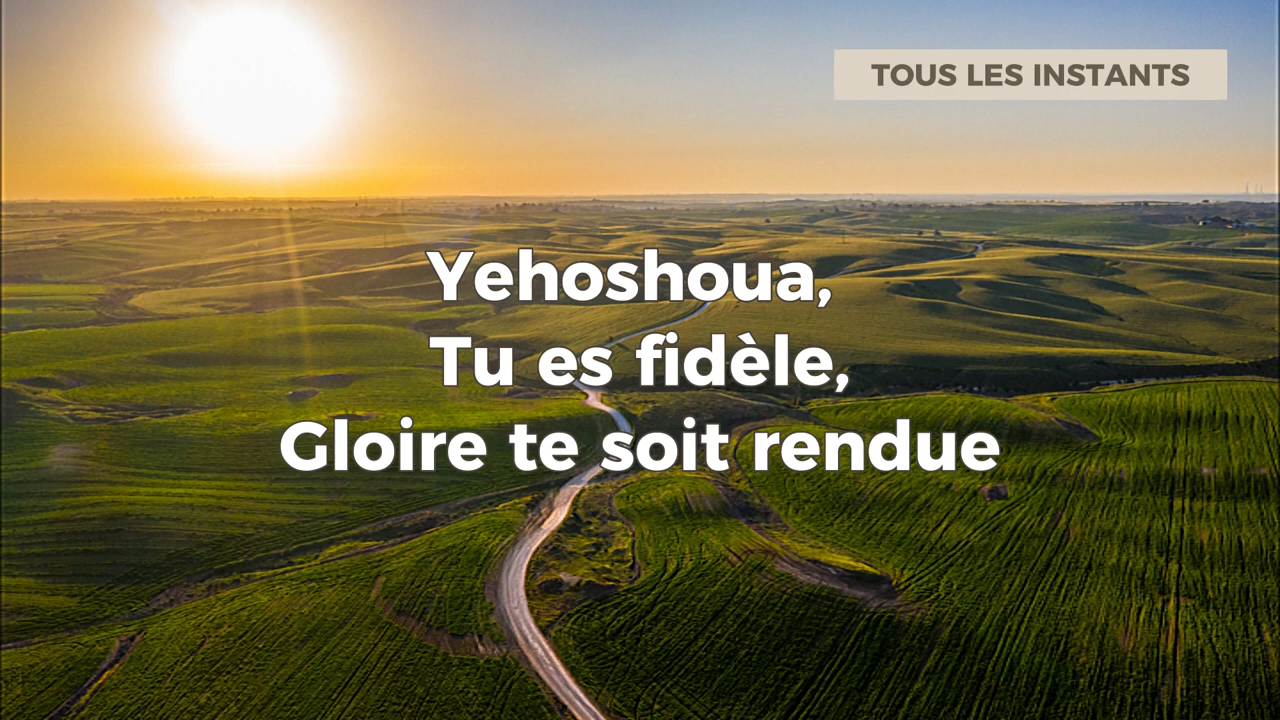 TOUS LES INSTANTS
Yehoshoua,
Tu es fidèle,
Gloire te soit rendue